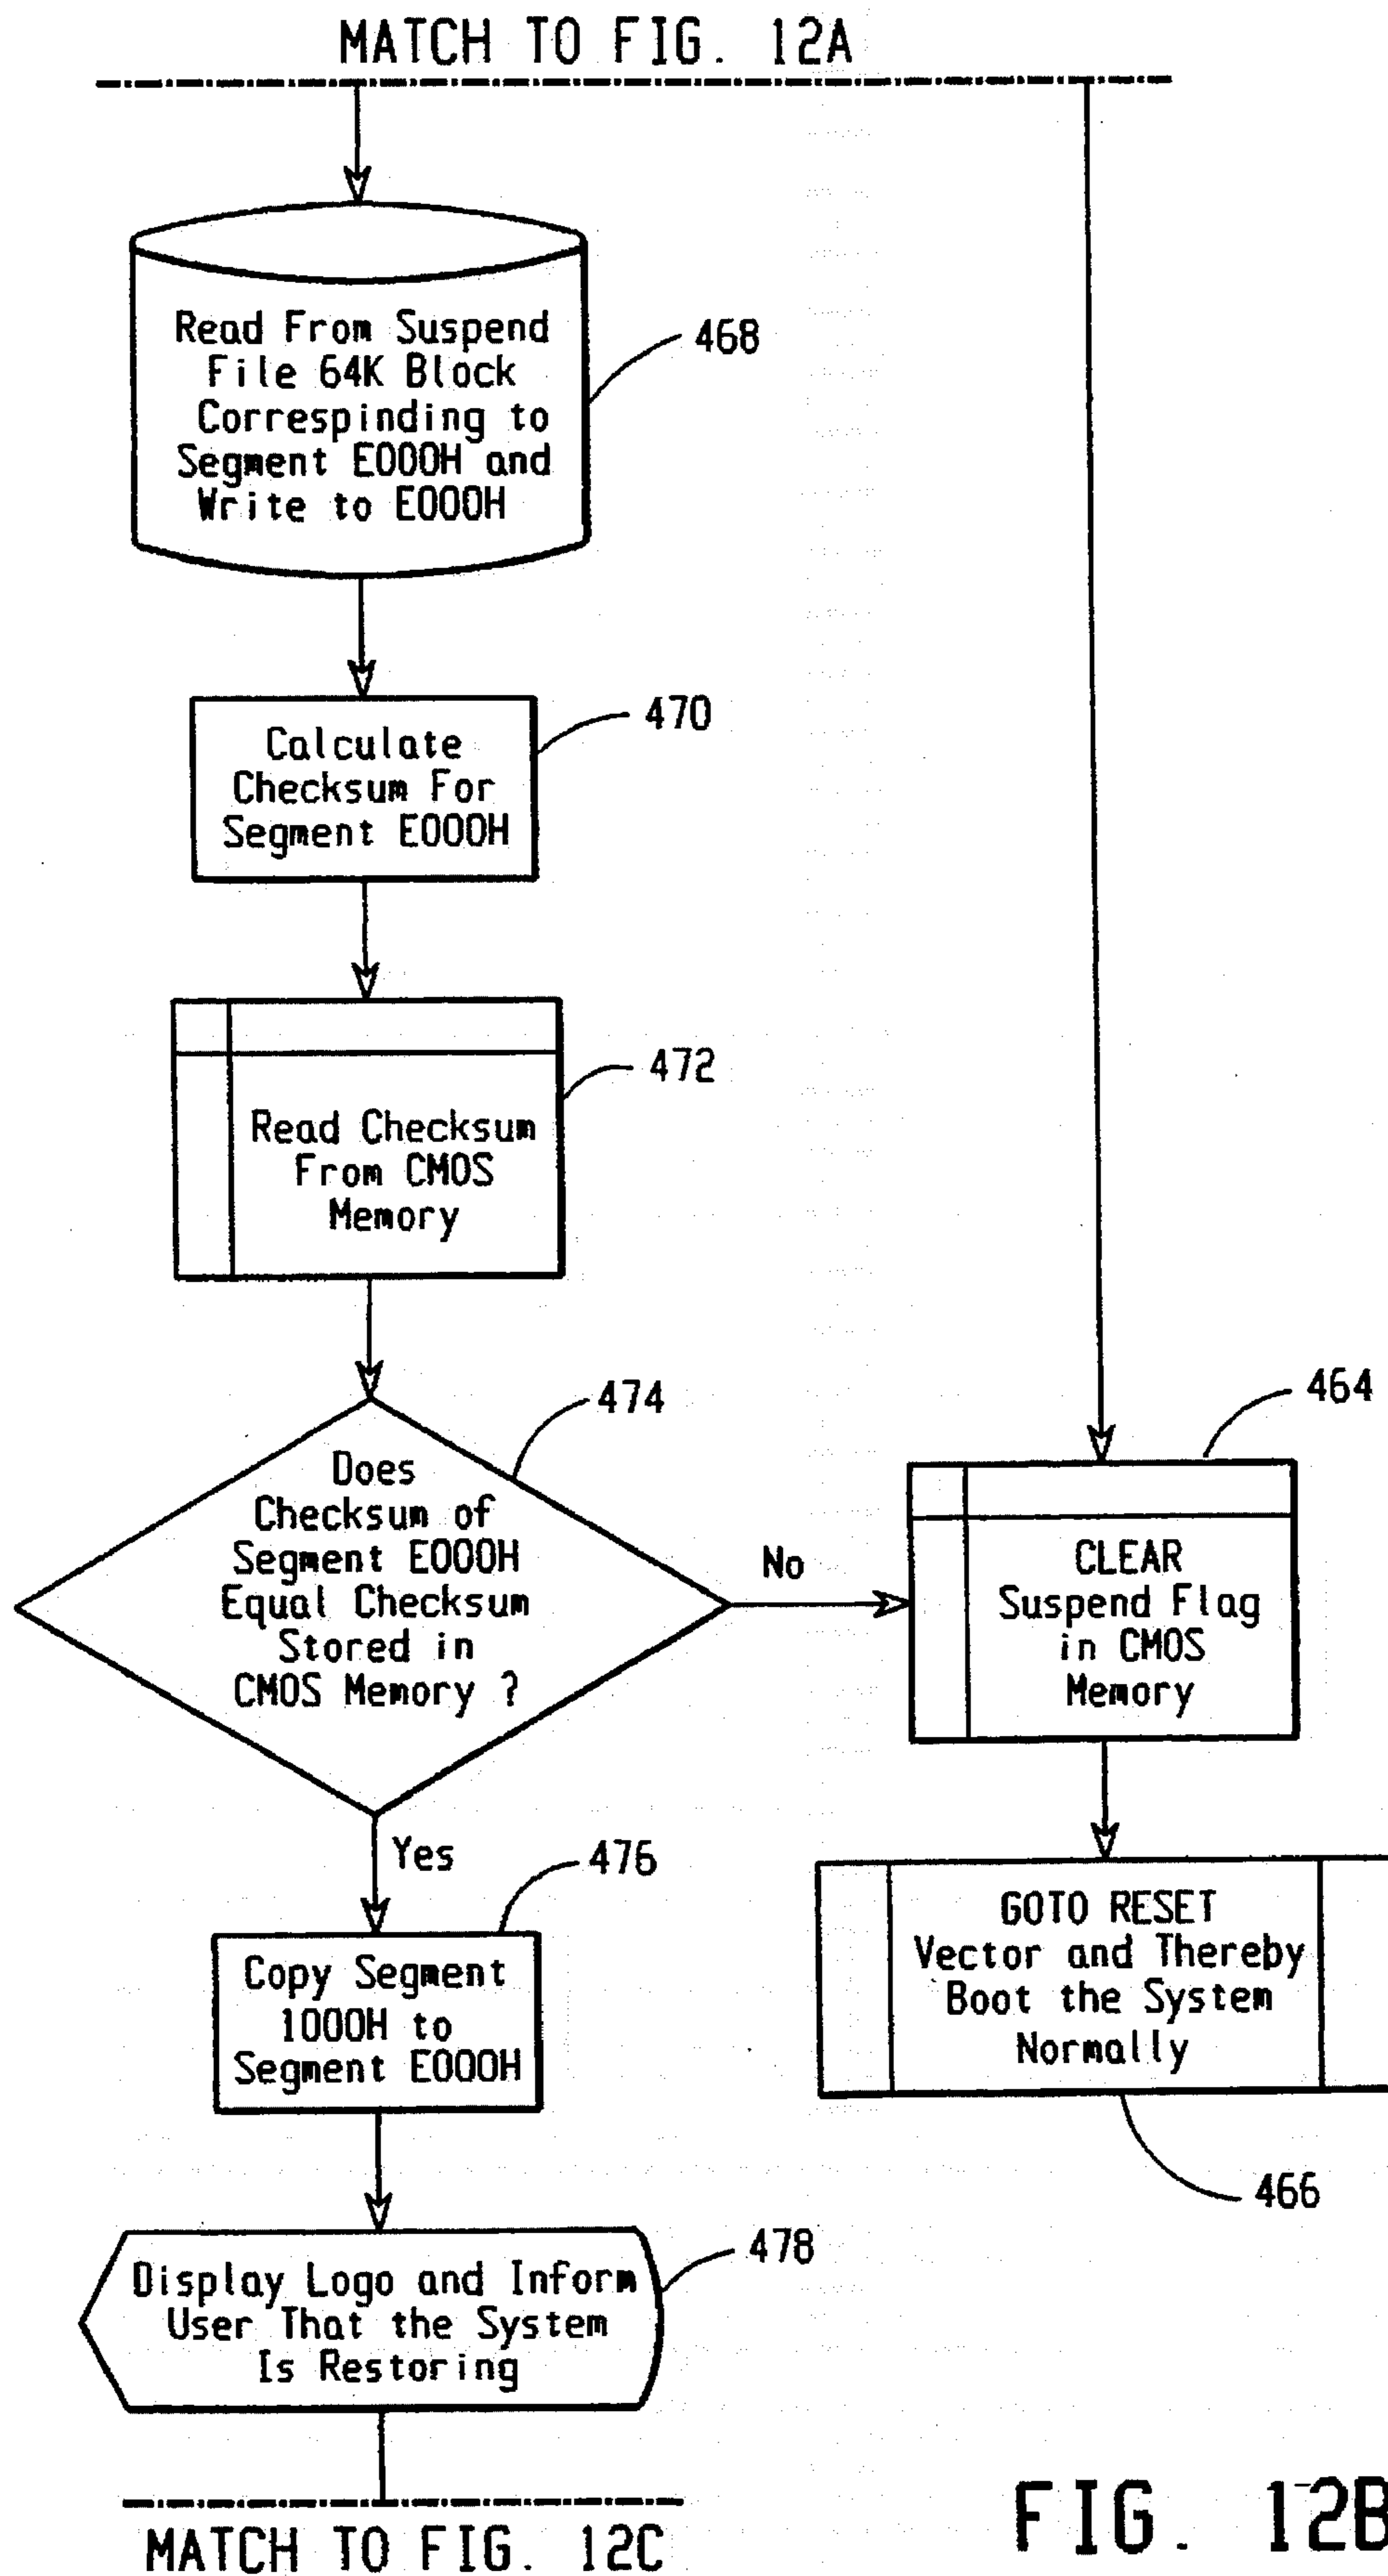 MATCH TO FIG. 12A
Read From Suspend
File 64K Block
Correspinding to
Segment E000H and
Write to E000H
468
Calculate
Checksum For
Segment E000H
470
Read Checksum
From CMOS
Memory
472
Does
Checksum of
Segment E000H
Equal Checksum
Stored in
CMOS Memory ?
474
No
Yes
CLEAR
Suspend Flag
in CMOS
Memory
464
GOTO RESET
Vector and Thereby
Boot the System
Normally
466
Copy Segment
1000H to
Segment E000H
476
Display Logo and Inform
User That the System
Is Restoring
478
MATCH TO FIG. 12C
FIG. 12B